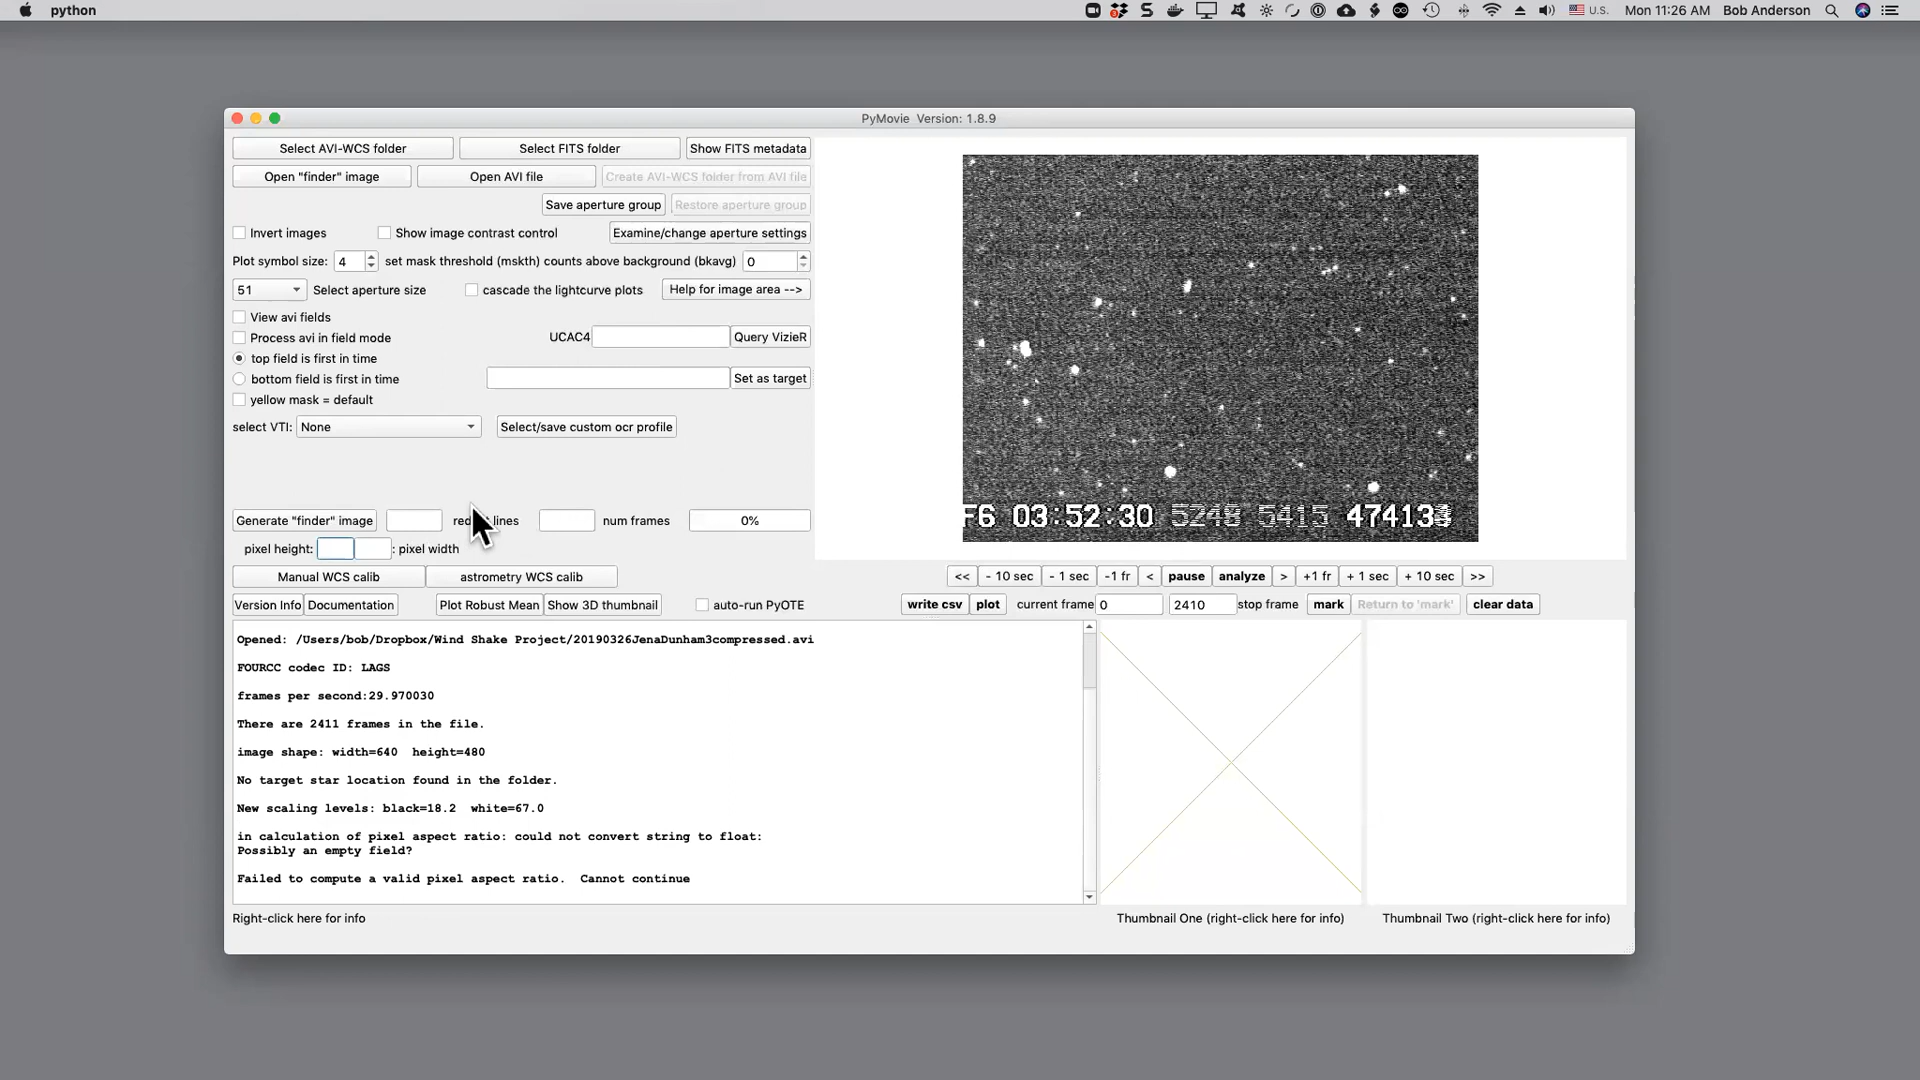 python
U.S.
Mon 11:26 AM
Bob Anderson
PyMovie Version: 1.8.9
Select AVI-WCS folder
Select FITS folder
Show FITS metadata
Open "finder" image
Open AVI file
Create AVI-WCS folder from AVI file
Save aperture group
Restore aperture group
Invert images
Show image contrast control
Examine/change aperture settings
Plot symbol size: 4
set mask threshold (mskth) counts above background (bkavg) 0
51 Select aperture size
cascade the lightcurve plots
Help for image area -->
View avi fields
Process avi in field mode
UCAC4
Query VizieR
top field is first in time
bottom field is first in time
Set as target
yellow mask = default
select VTI: None
Select/save custom ocr profile
F6 03:52:30 5248 5415
Generate "finder" image
lines
num frames
0%
pixel height:
: pixel width
Manual WCS calib
astrometry WCS calib
<< - 10 sec - 1 sec -1 fr < pause analyze > +1 fr + 1 sec + 10 sec >>
Version Info
Documentation
Plot Robust Mean
Show 3D thumbnail
auto-run PyOTE
write csv plot current frame 0 2410 stop frame mark Return to 'mark' clear data
Opened: /Users/bob/Dropbox/Wind Shake Project/20190326JenaDunham3compressed.avi
FOURCC codec ID: LAGS
frames per second:29.970030
There are 2411 frames in the file.
image shape: width=640 height=480
No target star location found in the folder.
New scaling levels: black=18.2 white=67.0
in calculation of pixel aspect ratio: could not convert string to float:
Possibly an empty field?
Failed to compute a valid pixel aspect ratio. Cannot continue
Right-click here for info
Thumbnail One (right-click here for info)
Thumbnail Two (right-click here for info)